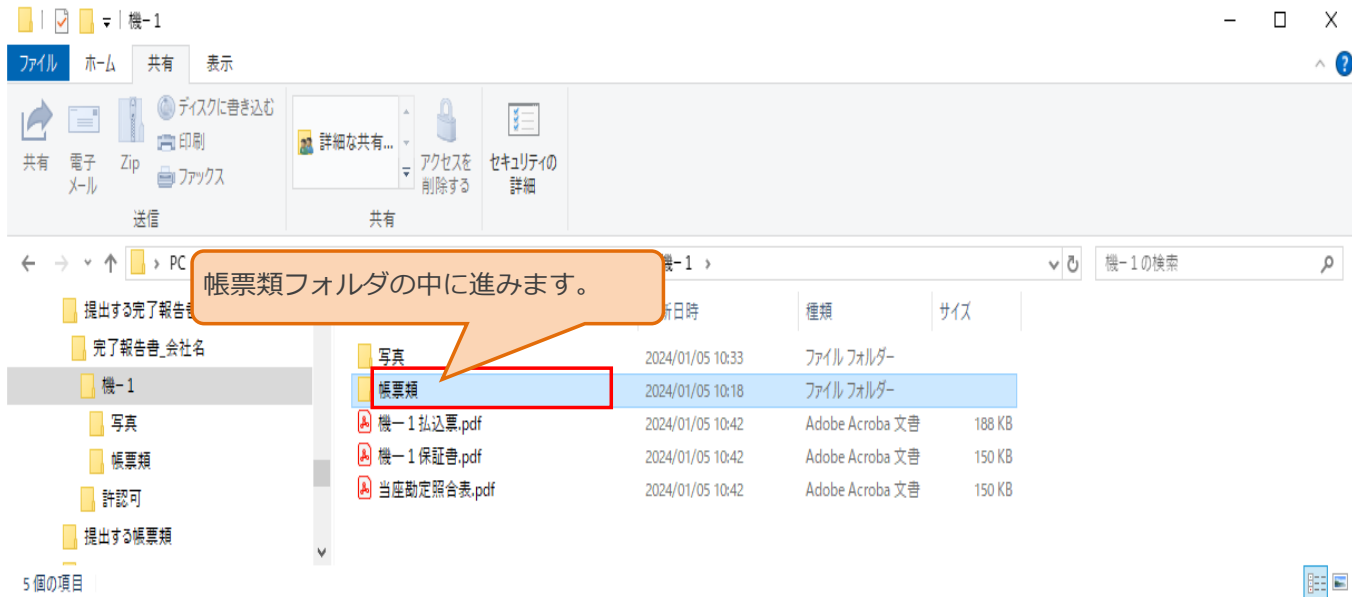 機-1
ファイル ホーム 共有 表示
共有
電子
メール
Zip
ディスクに書き込む
印刷
ファックス
送信
詳細な共有...
共有
アクセスを
削除する
セキュリティの
詳細
PC
機-1
機-1の検索
帳票類フォルダの中に進みます。
提出する完了報告
完了報告書_会社名
機-1
写真
帳票類
許認可
提出する帳票類
新日時 種類 サイズ
写真 2024/01/05 10:33 ファイル フォルダー
帳票類 2024/01/05 10:18 ファイル フォルダー
機ー1払込票.pdf 2024/01/05 10:42 Adobe Acroba 文書 188 KB
機ー1保証書.pdf 2024/01/05 10:42 Adobe Acroba 文書 150 KB
当座勘定照合表.pdf 2024/01/05 10:42 Adobe Acroba 文書 150 KB
5 個の項目